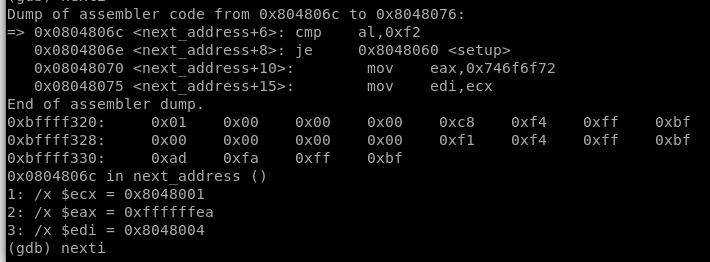 (gdb) nexti
Dump of assembler code from 0x804806c to 0x8048076:
=> 0x0804806c <next_address+6>: cmp    al,0xf2
   0x0804806e <next_address+8>: je     0x8048060 <setup>
   0x08048070 <next_address+10>:        mov    eax,0x746f6f72
   0x08048075 <next_address+15>:        mov    edi,ecx
End of assembler dump.
0xbffff320:     0x01    0x00    0x00    0x00    0xc8    0xf4    0xff    0xbf
0xbffff328:     0x00    0x00    0x00    0x00    0xf1    0xf4    0xff    0xbf
0xbffff330:     0xad    0xfa    0xff    0xbf
0x0804806c in next_address ()
1: /x $ecx = 0x8048001
2: /x $eax = 0xffffffea
3: /x $edi = 0x8048004
(gdb) nexti